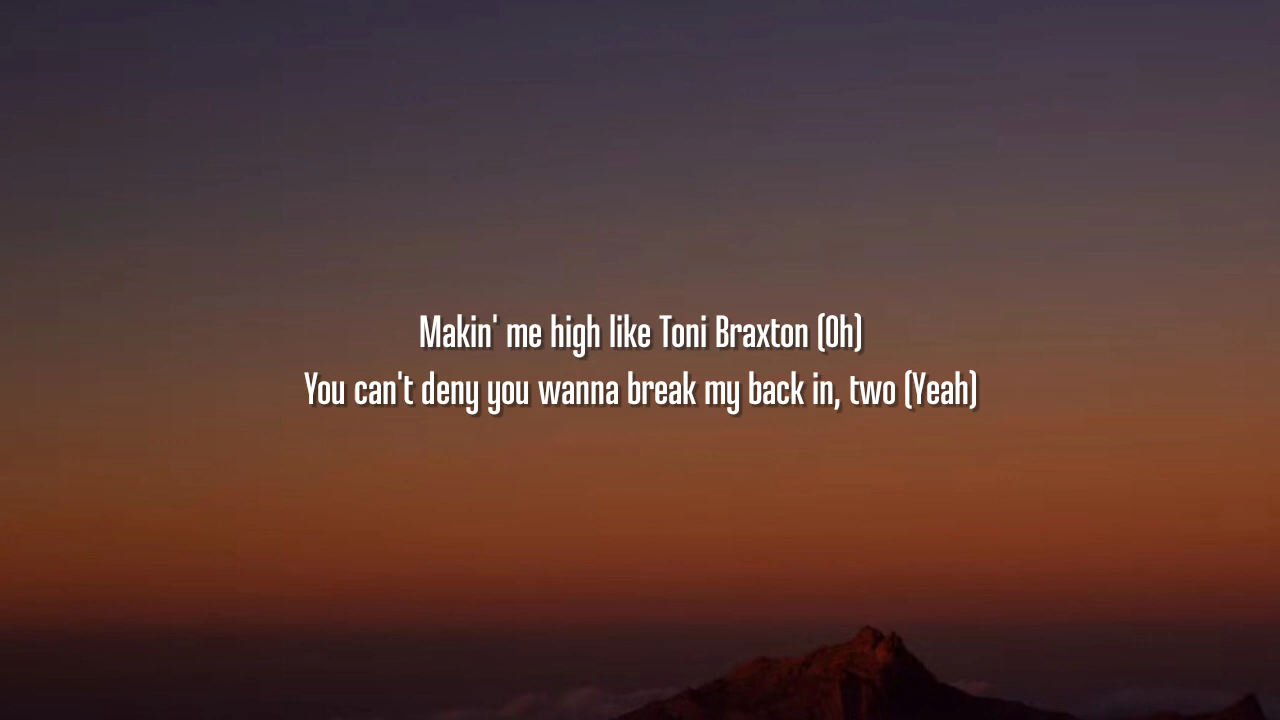 Makin' me high like Toni Braxton (Oh)
You can't deny you wanna break my back in, two (Yeah)